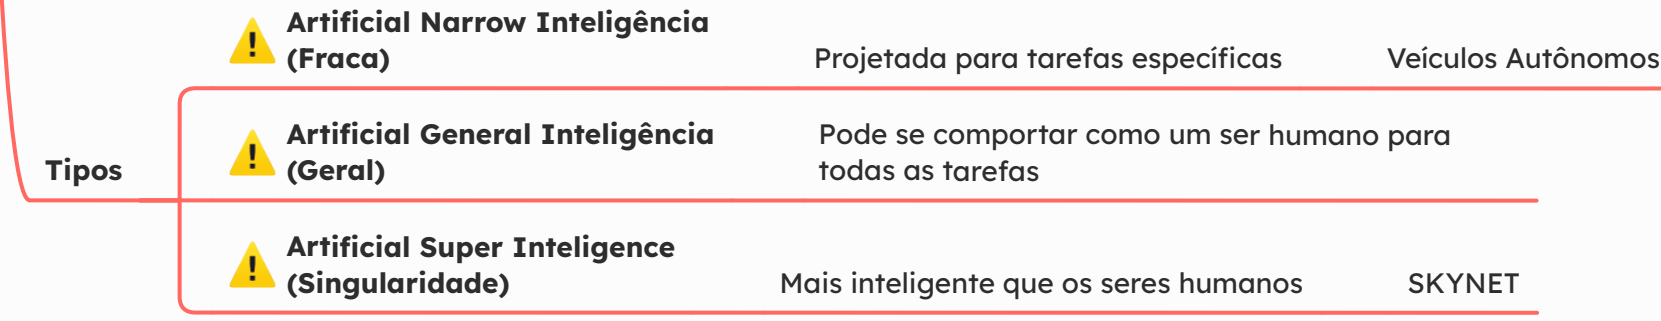 Artificial Narrow Inteligência
(Fraca)
Projetada para tarefas específicas
Veículos Autônomos
Tipos
Artificial General Inteligência
(Geral)
Pode se comportar como um ser humano para
todas as tarefas
Artificial Super Inteligence
(Singularidade)
Mais inteligente que os seres humanos
SKYNET